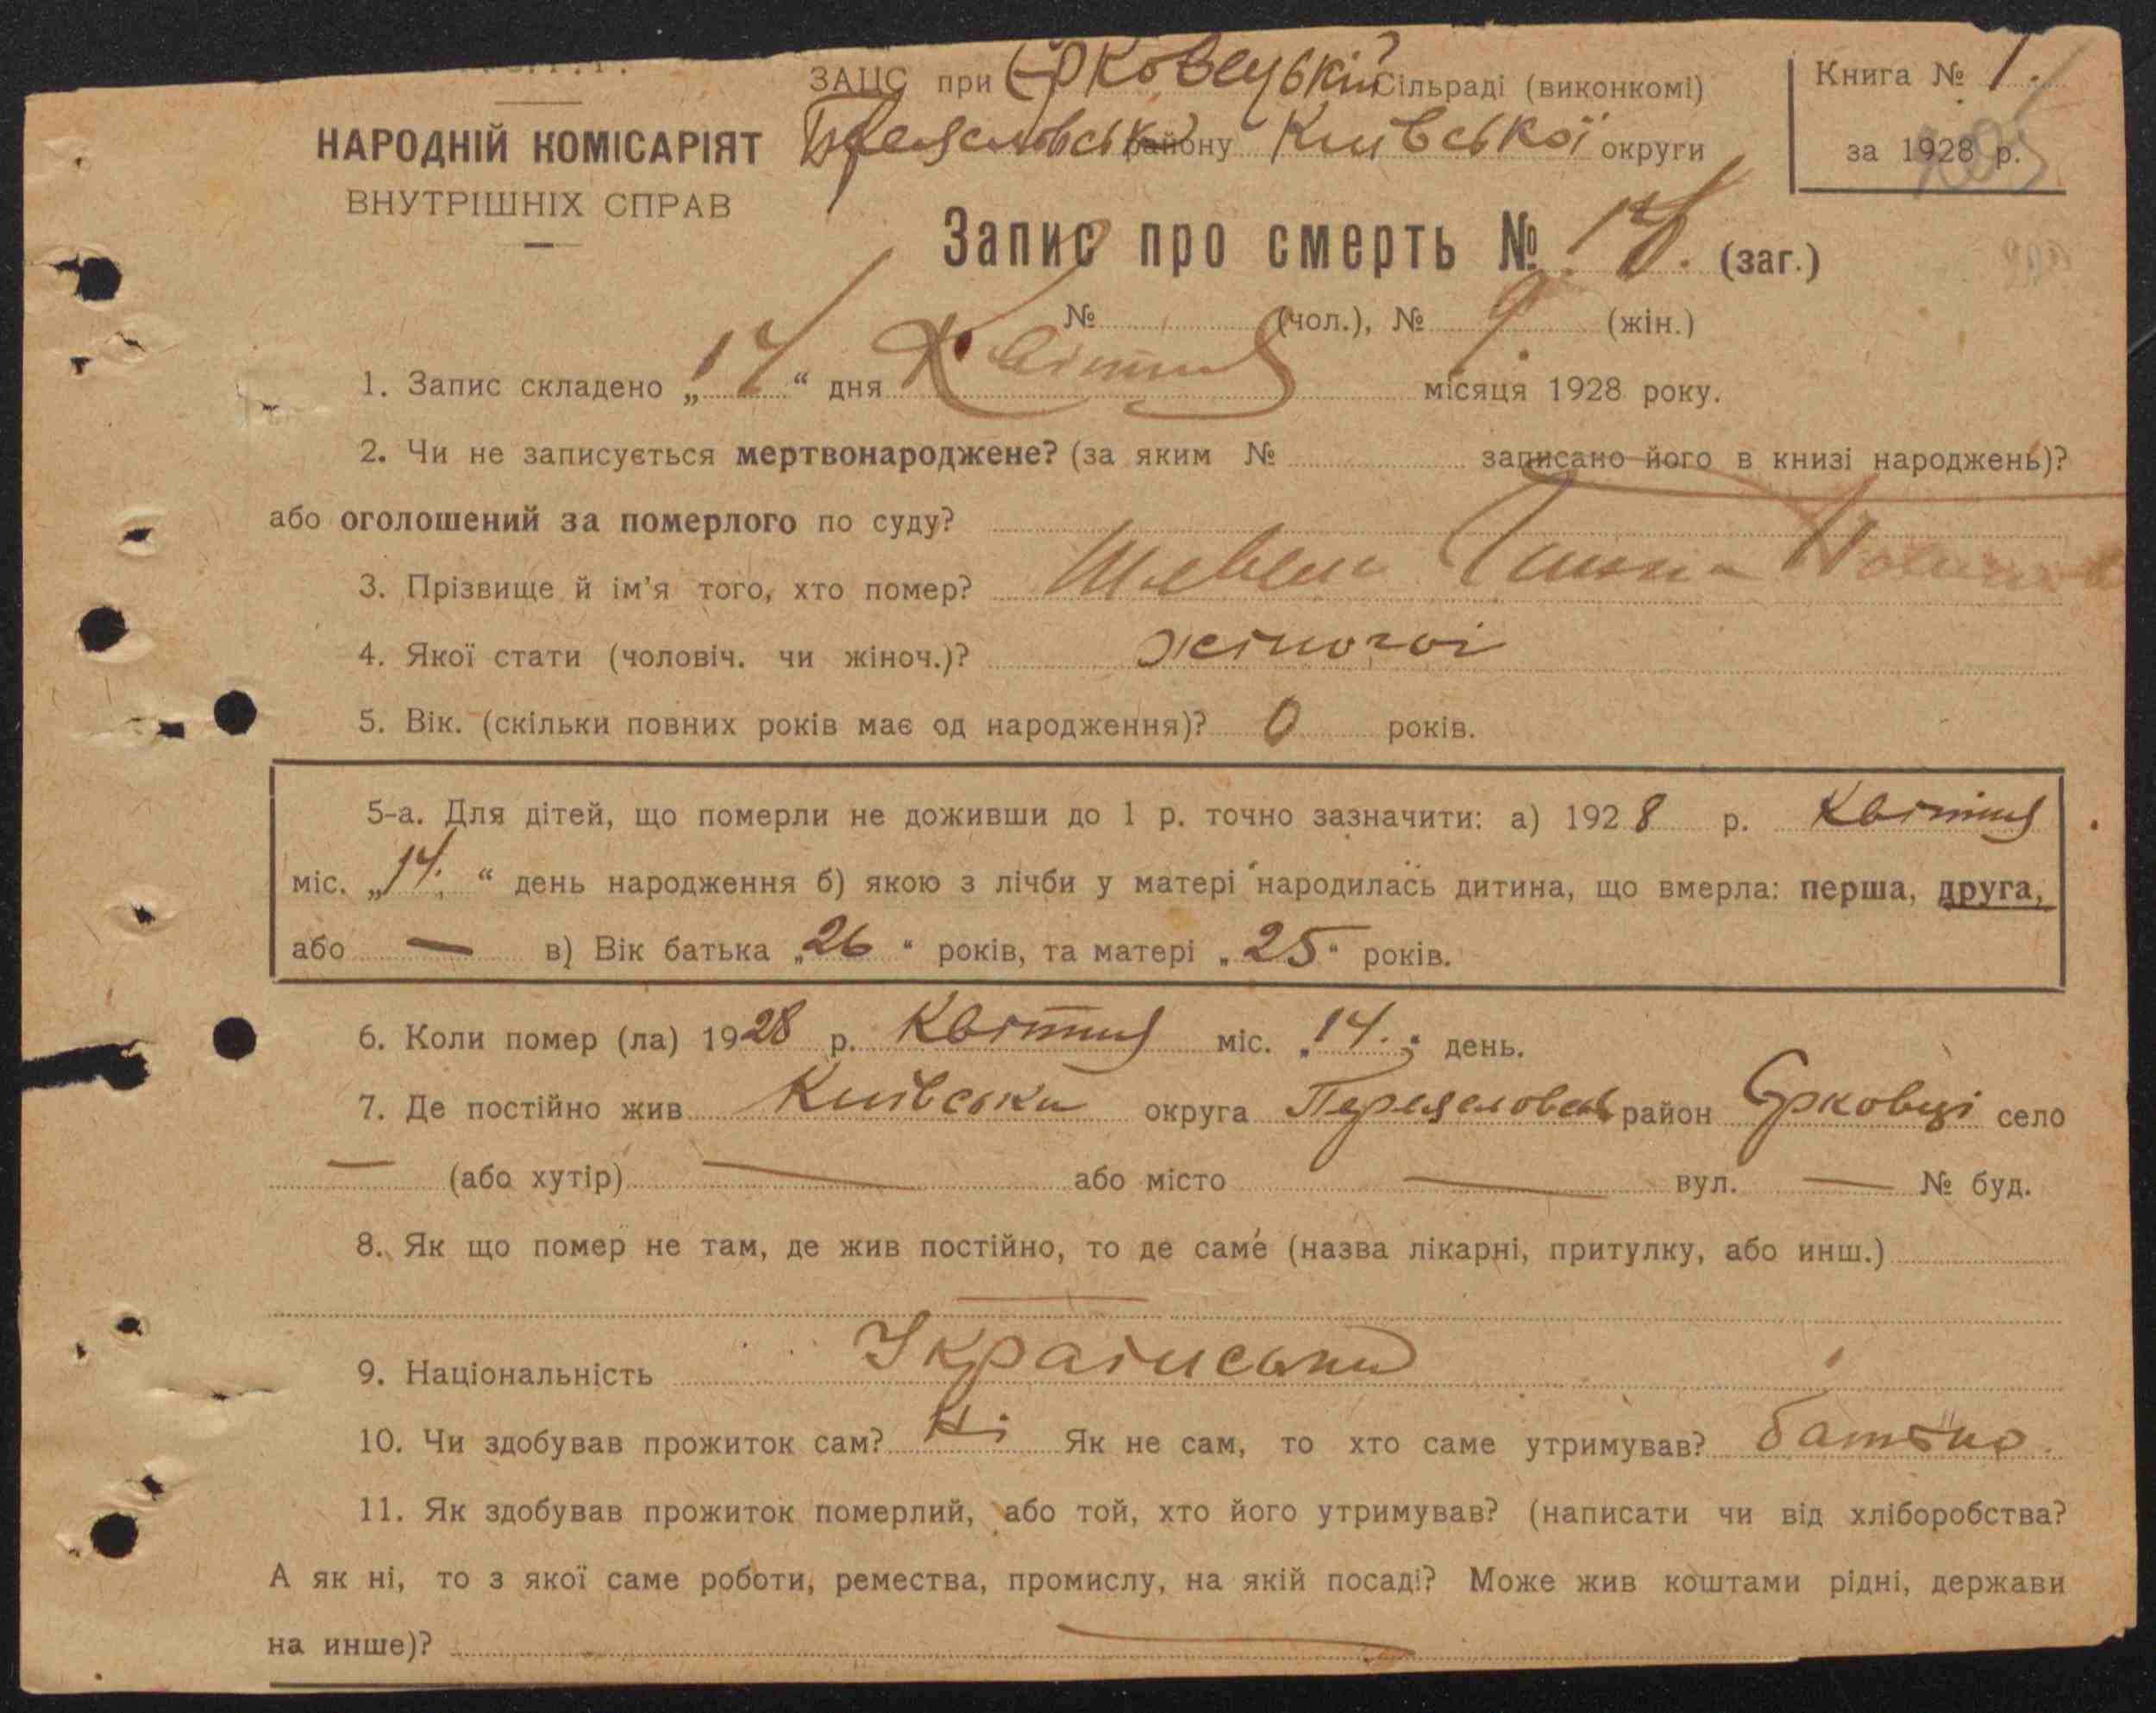 ЗАЦС при Єрковецькій Сільраді (виконкомі)
Книга № 1.
НАРОДНІЙ КОМІСАРІЯТ
району Київської округи
за 1928 р.
ВНУТРІШНІХ СПРАВ
Запис про смерть № (заг.)
№ (чол.), № 9. (жін.)
1. Запис складено „14“ дня Квітня місяця 1928 року.
2. Чи не записується мертвонароджене? (за яким № записано його в книзі народжень)?
або оголошений за померлого по суду?
3. Прізвище й ім'я того, хто помер? Ганна
4. Якої стати (чоловіч. чи жіноч.)? жіночої
5. Вік. (скільки повних років має од народження)? 0 років.
5-а. Для дітей, що померли не доживши до 1 р. точно зазначити: а) 1928 р. Квітня
міс. „14.“ день народження б) якою з лічби у матері народилась дитина, що вмерла: перша, друга,
або — в) Вік батька „26“ років, та матері „25“ років.
6. Коли помер (ла) 1928 р. Квітня міс. „14.“ день.
7. Де постійно жив Київська округа район Єрковці село
— (або хутір) — або місто — вул. — № буд.
8. Як що помер не там, де жив постійно, то де саме (назва лікарні, притулку, або инш.)
—
9. Національність
10. Чи здобував прожиток сам? Ні Як не сам, то хто саме утримував? батько
11. Як здобував прожиток померлий, або той, хто його утримував? (написати чи від хліборобства?
А як ні, то з якої саме роботи, ремества, промислу, на якій посаді? Може жив коштами рідні, держави
на инше)? —